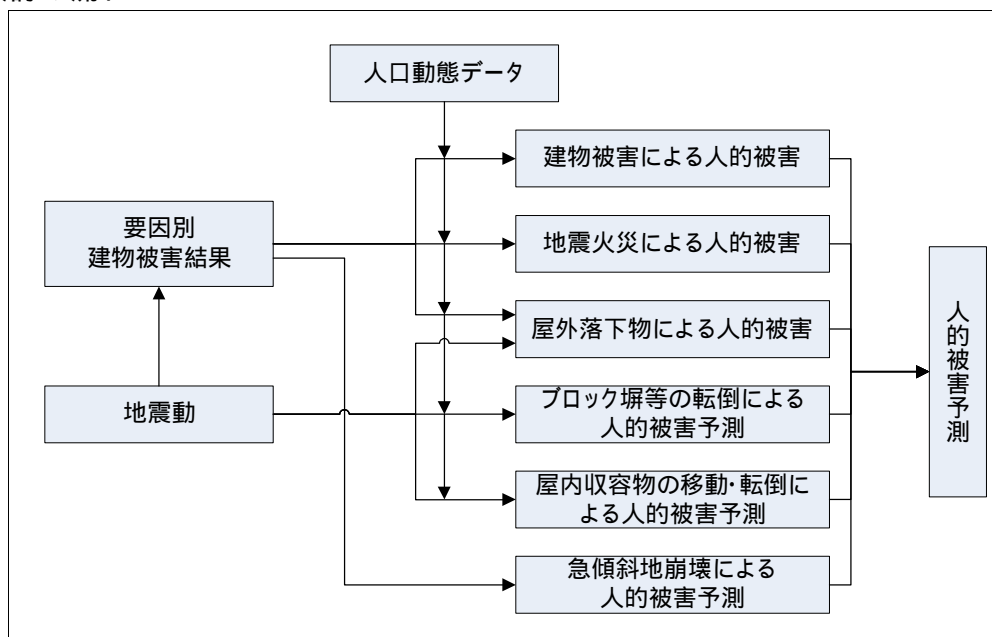 人口動態データ
建物被害による人的被害
要因別
建物被害結果
地震火災による人的被害
屋外落下物による人的被害
地震動
ブロック塀等の転倒による
人的被害予測
屋内収容物の移動・転倒に
よる人的被害予測
急傾斜地崩壊による
人的被害予測
人的被害予測